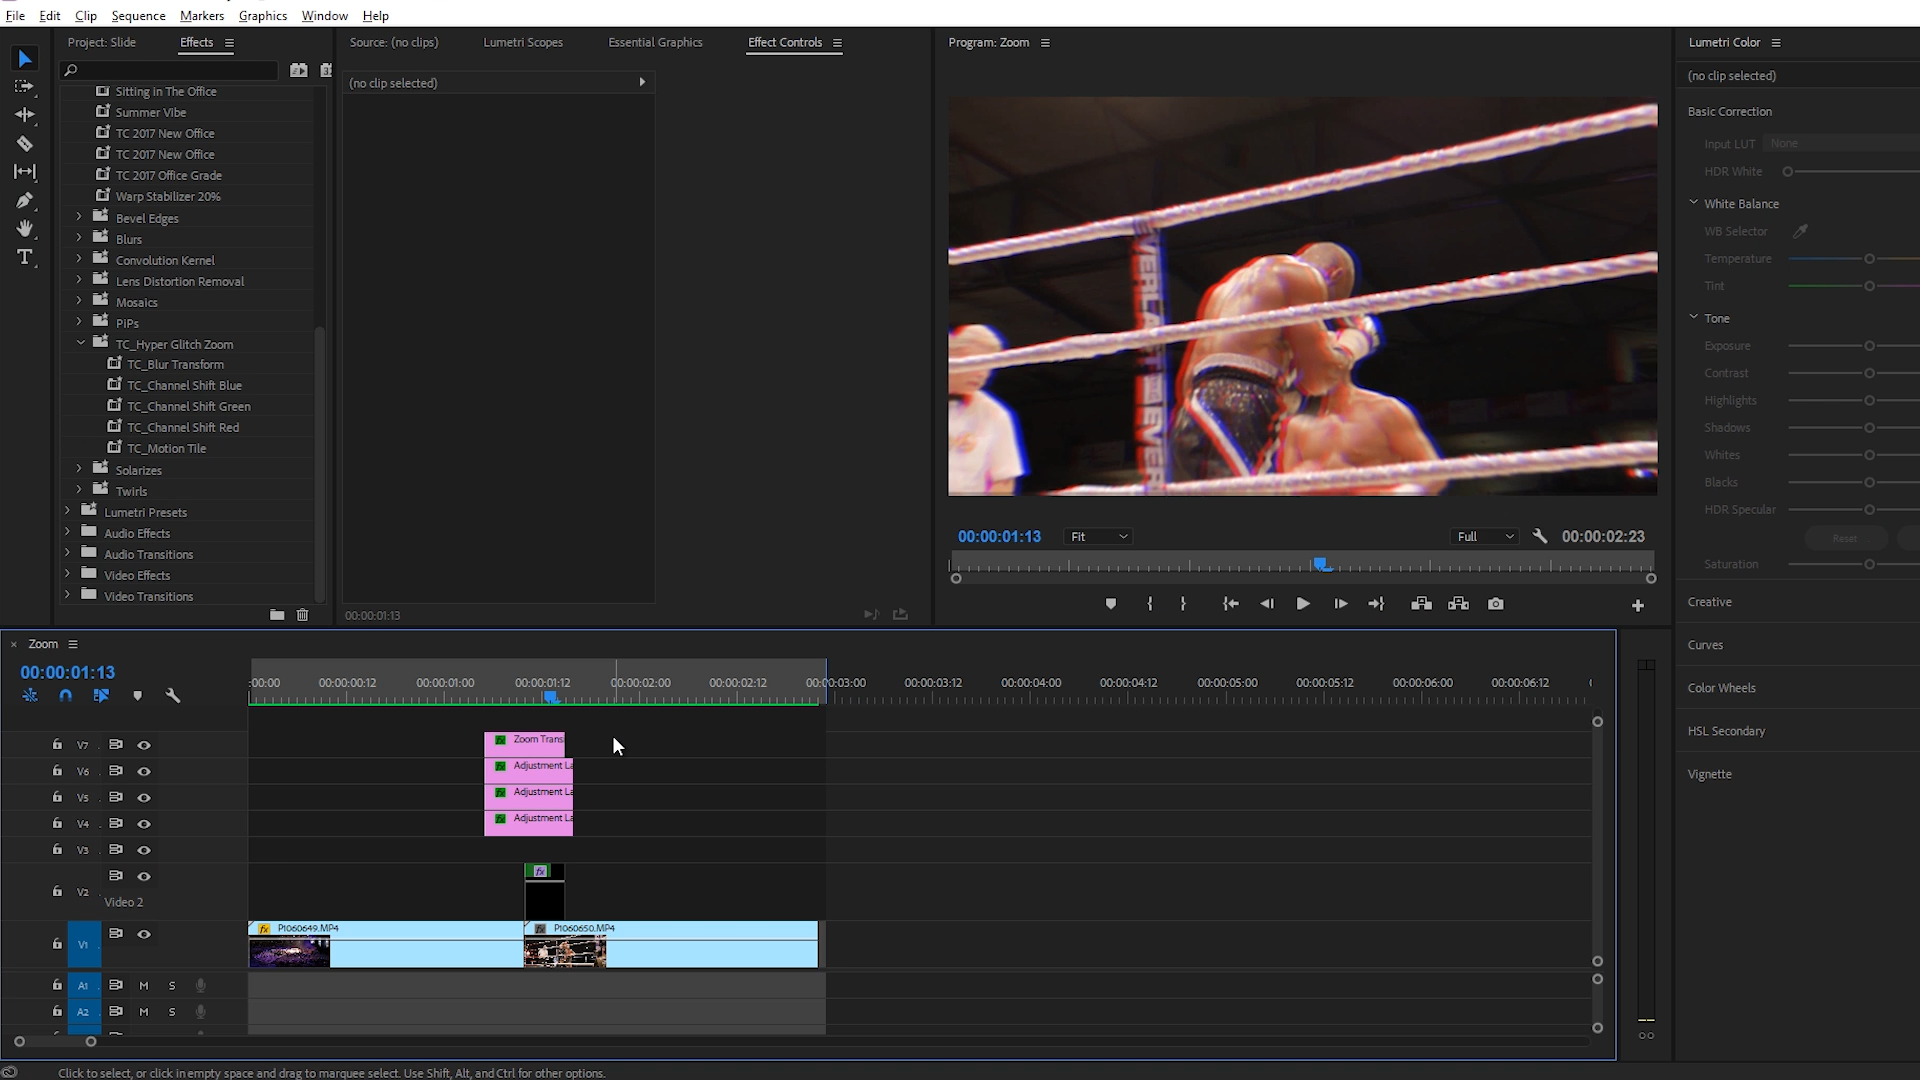 File Edit Clip Sequence Markers Graphics Window Help
Project: Slide Effects Source: (no clips) Lumetri Scopes Essential Graphics Effect Controls Program: Zoom Lumetri Color
(no clip selected) (no clip selected)
Sitting In The Office
Summer Vibe
TC 2017 New Office
TC 2017 New Office
TC 2017 Office Grade
Warp Stabilizer 20%
Bevel Edges
Blurs
Convolution Kernel
Lens Distortion Removal
Mosaics
PiPs
TC_Hyper Glitch Zoom
TC_Blur Transform
TC_Channel Shift Blue
TC_Channel Shift Green
TC_Channel Shift Red
TC_Motion Tile
Solarizes
Twirls
Lumetri Presets
Audio Effects
Audio Transitions
Video Effects
Video Transitions
00:00:01:13
EVERLAST
EVER
00:00:01:13 Fit Full 00:00:02:23
Basic Correction
Input LUT None
HDR White
White Balance
WB Selector
Temperature
Tint
Tone
Exposure
Contrast
Highlights
Shadows
Whites
Blacks
HDR Specular
Reset
Saturation
Creative
Curves
Color Wheels
HSL Secondary
Vignette
× Zoom
00:00:01:13
:00:00 00:00:00:12 00:00:01:00 00:00:01:12 00:00:02:00 00:00:02:12 00:00:03:00 00:00:03:12 00:00:04:00 00:00:04:12 00:00:05:00 00:00:05:12 00:00:06:00 00:00:06:12
V7 fx Zoom Trans
V6 fx Adjustment La
V5 fx Adjustment La
V4 fx Adjustment La
V3
V2 Video 2 fx
V1 fx P1060649.MP4 fx P1060650.MP4
A1 M S
A2 M S
Click to select, or click in empty space and drag to marquee select. Use Shift, Alt, and Ctrl for other options.